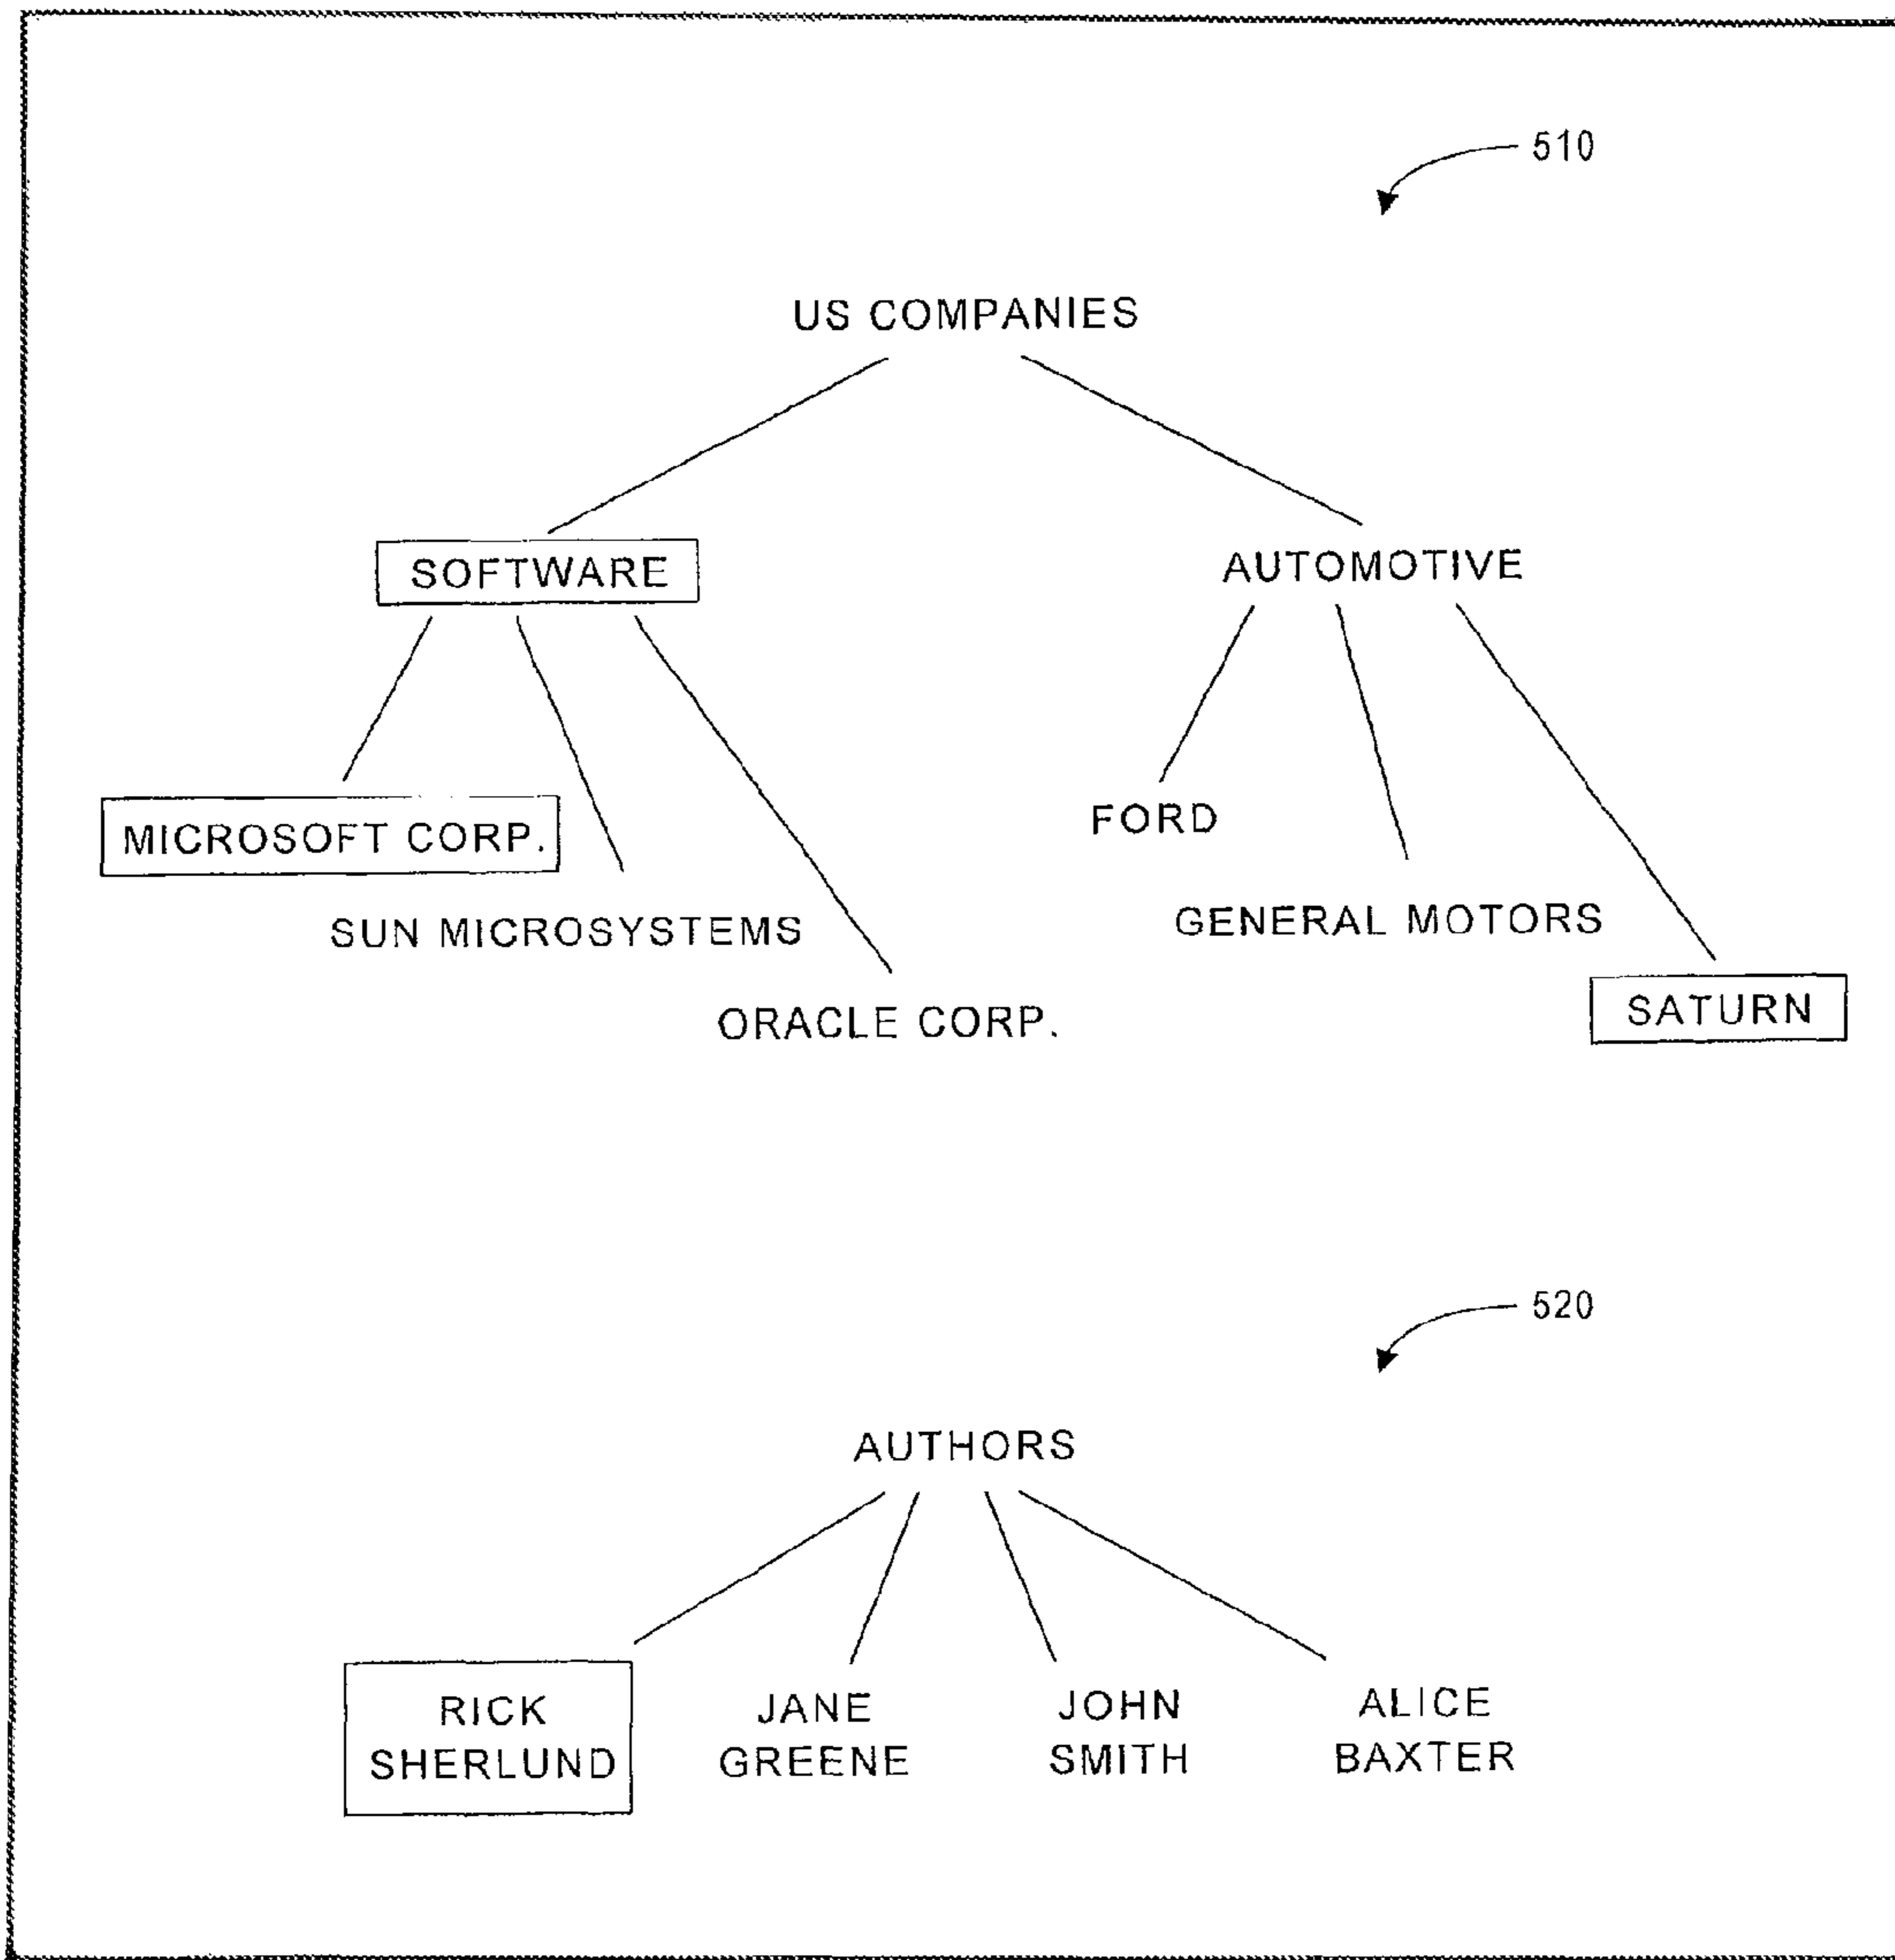 510
US COMPANIES
SOFTWARE
AUTOMOTIVE
MICROSOFT CORP.
FORD
SUN MICROSYSTEMS
GENERAL MOTORS
ORACLE CORP.
SATURN
520
AUTHORS
RICK
SHERLUND
JANE
GREENE
JOHN
SMITH
ALICE
BAXTER